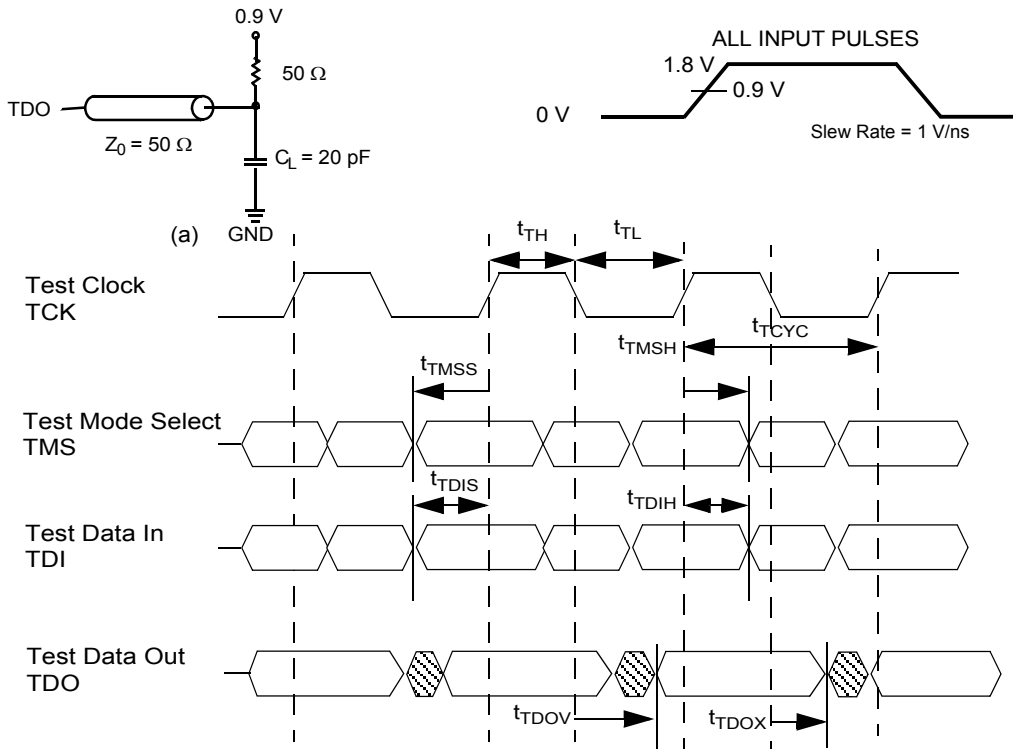 0.9 V
50 Ω
TDO
Z0 = 50 Ω
CL = 20 pF
(a) GND
ALL INPUT PULSES
1.8 V
0.9 V
0 V
Slew Rate = 1 V/ns
tTH
tTL
Test Clock
TCK
tTCYC
tTMSH
tTMSS
Test Mode Select
TMS
tTDIS
tTDIH
Test Data In
TDI
Test Data Out
TDO
tTDOV
tTDOX